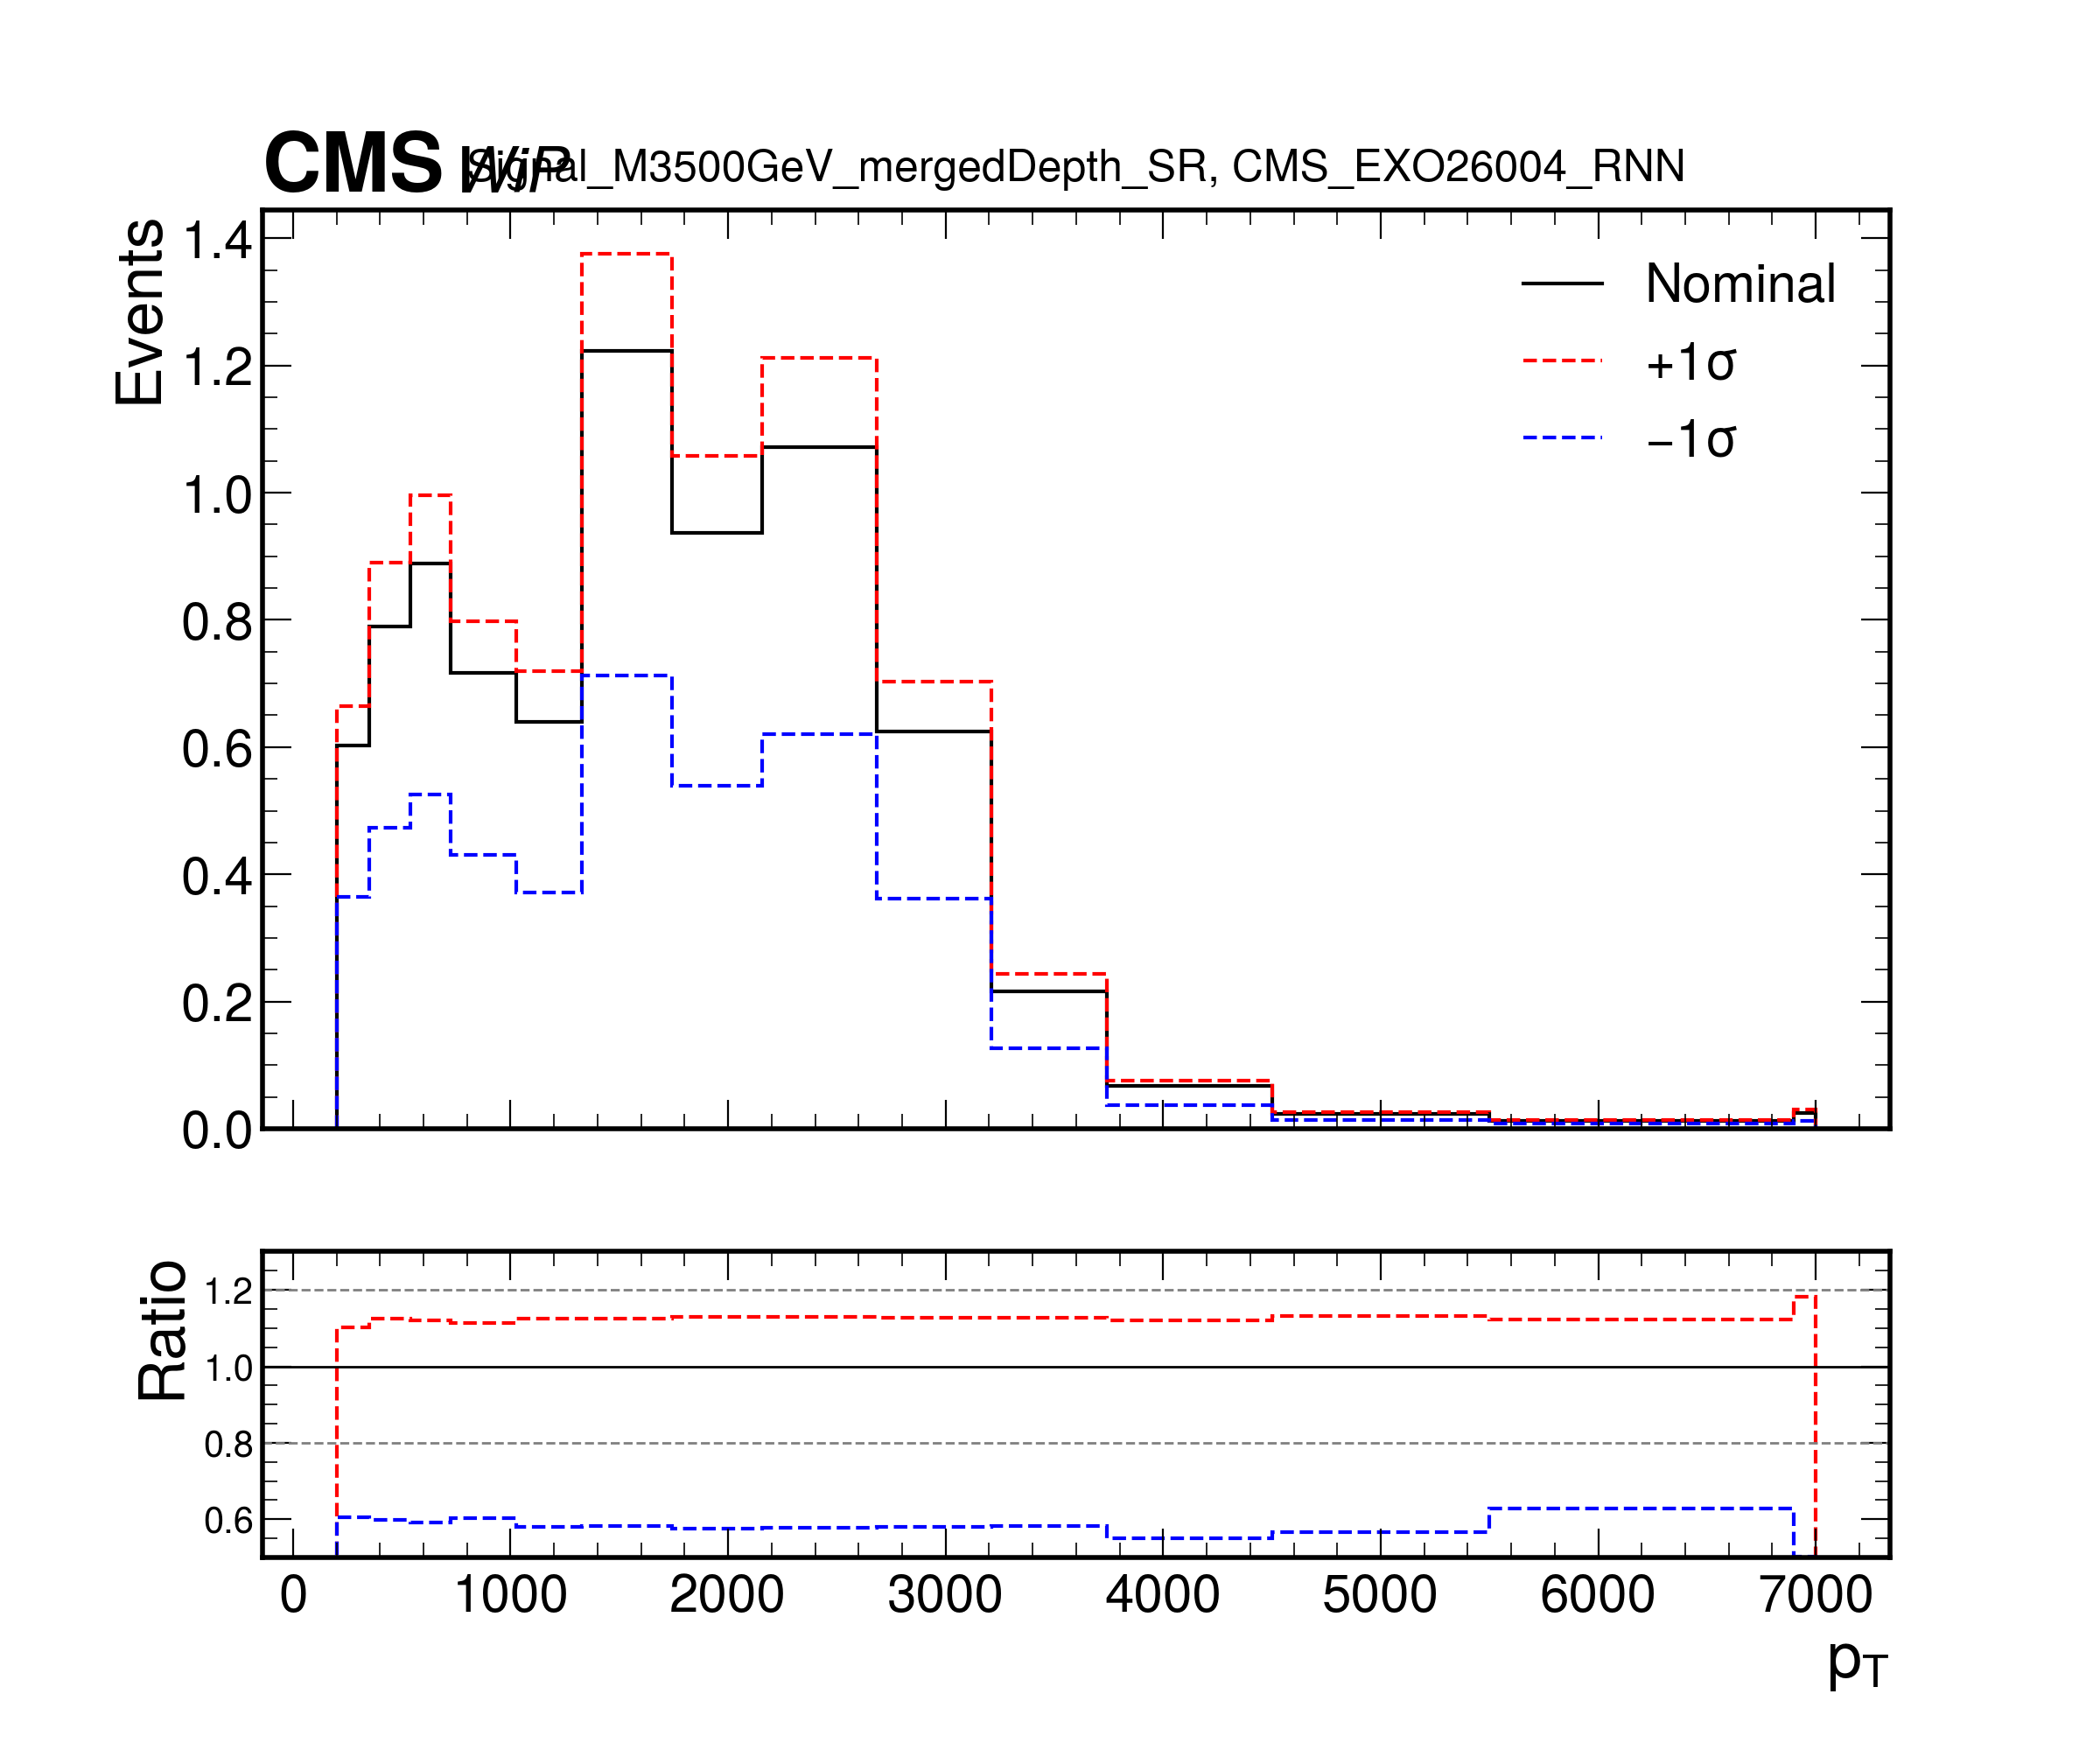 CMS WiP Signal_M3500GeV_mergedDepth_SR, CMS_EXO26004_RNN
Events
1.4
1.2
1.0
0.8
0.6
0.4
0.2
0.0
Nominal
+1σ
−1σ
Ratio
1.2
1.0
0.8
0.6
0 1000 2000 3000 4000 5000 6000 7000
pT